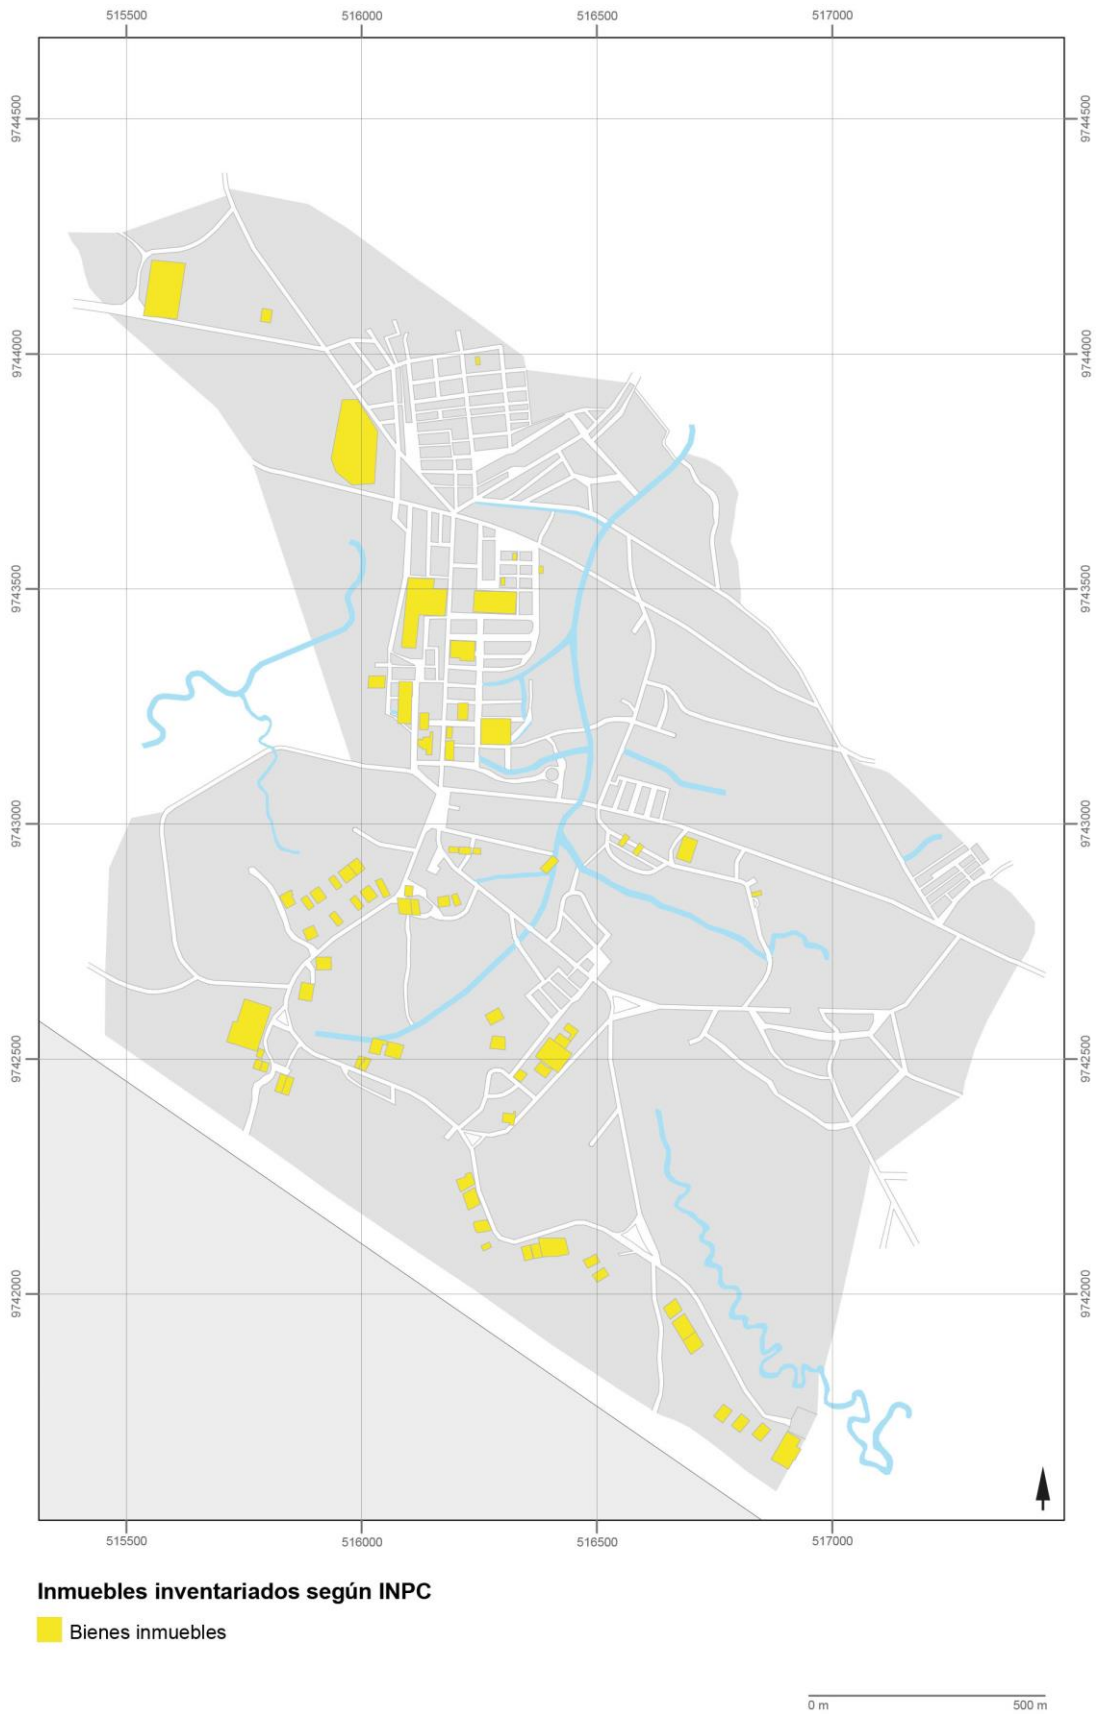 515500 516000 516500 517000
9744500 9744500
9744000 9744000
9743500 9743500
9743000 9743000
9742500 9742500
9742000 9742000
515500 516000 516500 517000
Inmuebles inventariados según INPC
Bienes inmuebles
0 m 500 m